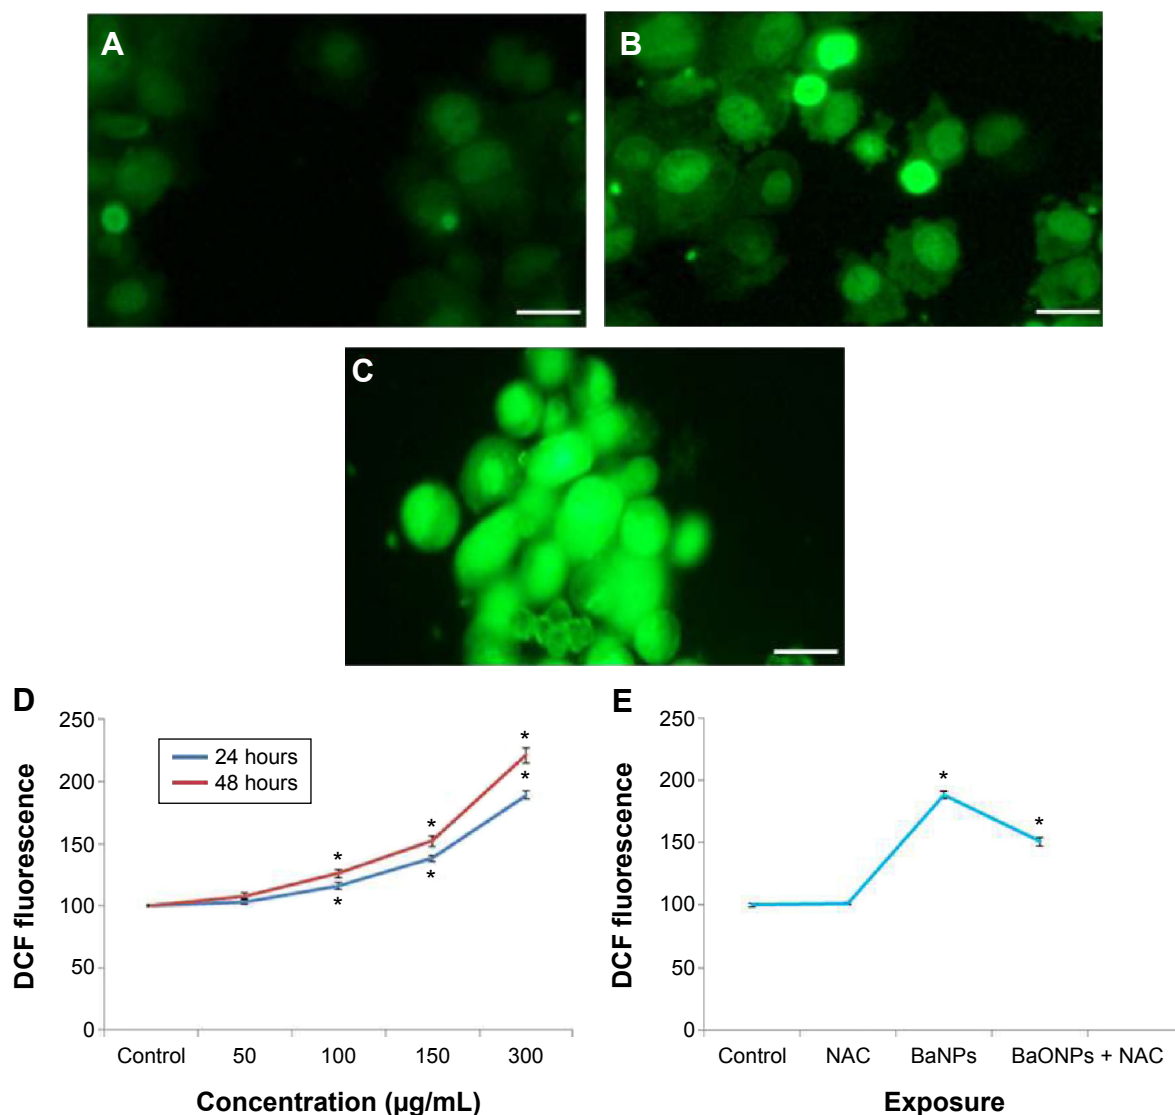 A
B
C
D
250
200
150
100
50
0
DCF fluorescence
24 hours
48 hours
*
*
*
*
*
*
Control
50
100
150
300
Concentration (µg/mL)
E
250
200
150
100
50
0
DCF fluorescence
*
*
Control
NAC
BaNPs
BaONPs + NAC
Exposure